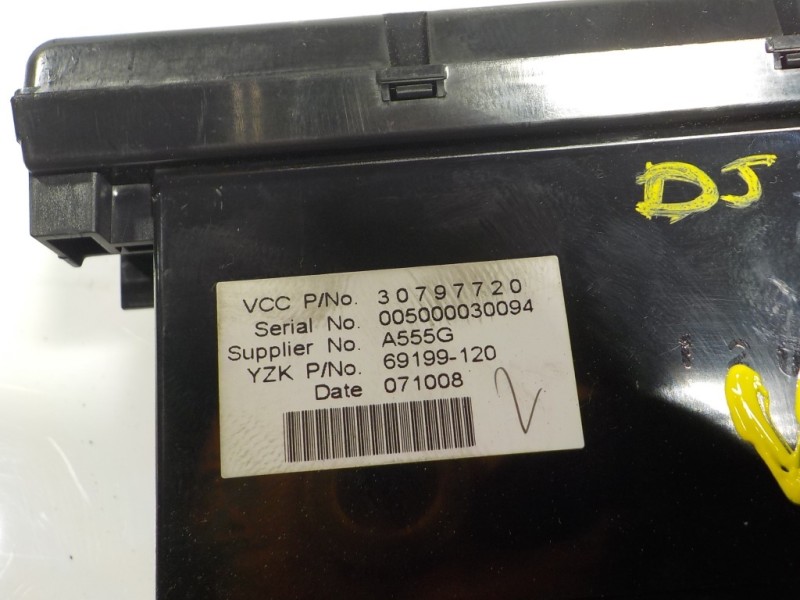 DJ
VCC P/No. 30797720
Serial No. 005000030094
Supplier No. A555G
YZK P/No. 69199-120
Date 071008